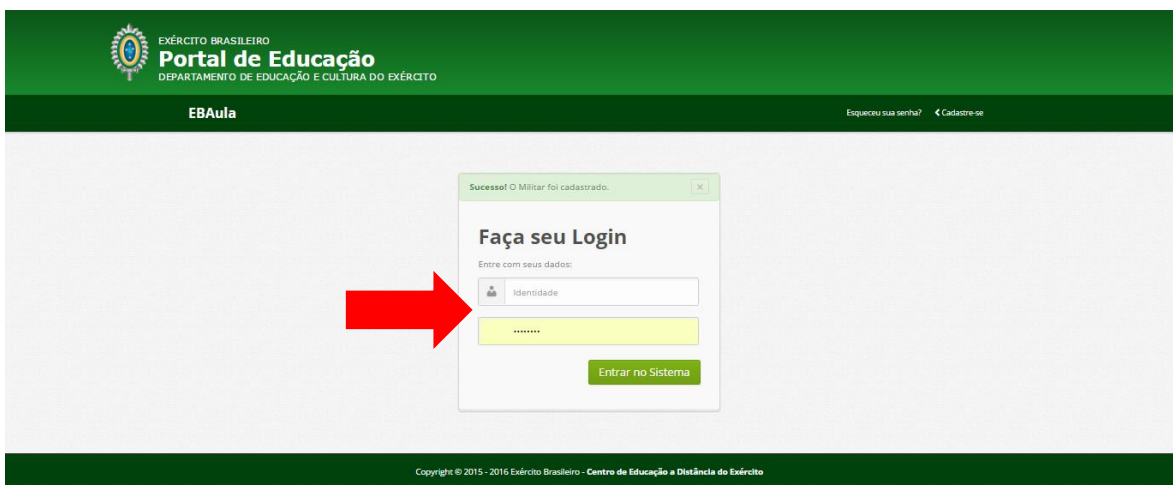 EXÉRCITO BRASILEIRO
Portal de Educação
DEPARTAMENTO DE EDUCAÇÃO E CULTURA DO EXÉRCITO
EBAula
Esqueceu sua senha? Cadastre-se
Sucesso! O Militar foi cadastrado.
Faça seu Login
Entre com seus dados:
Identidade
........
Entrar no Sistema
Copyright © 2015 - 2016 Exército Brasileiro - Centro de Educação a Distância do Exército